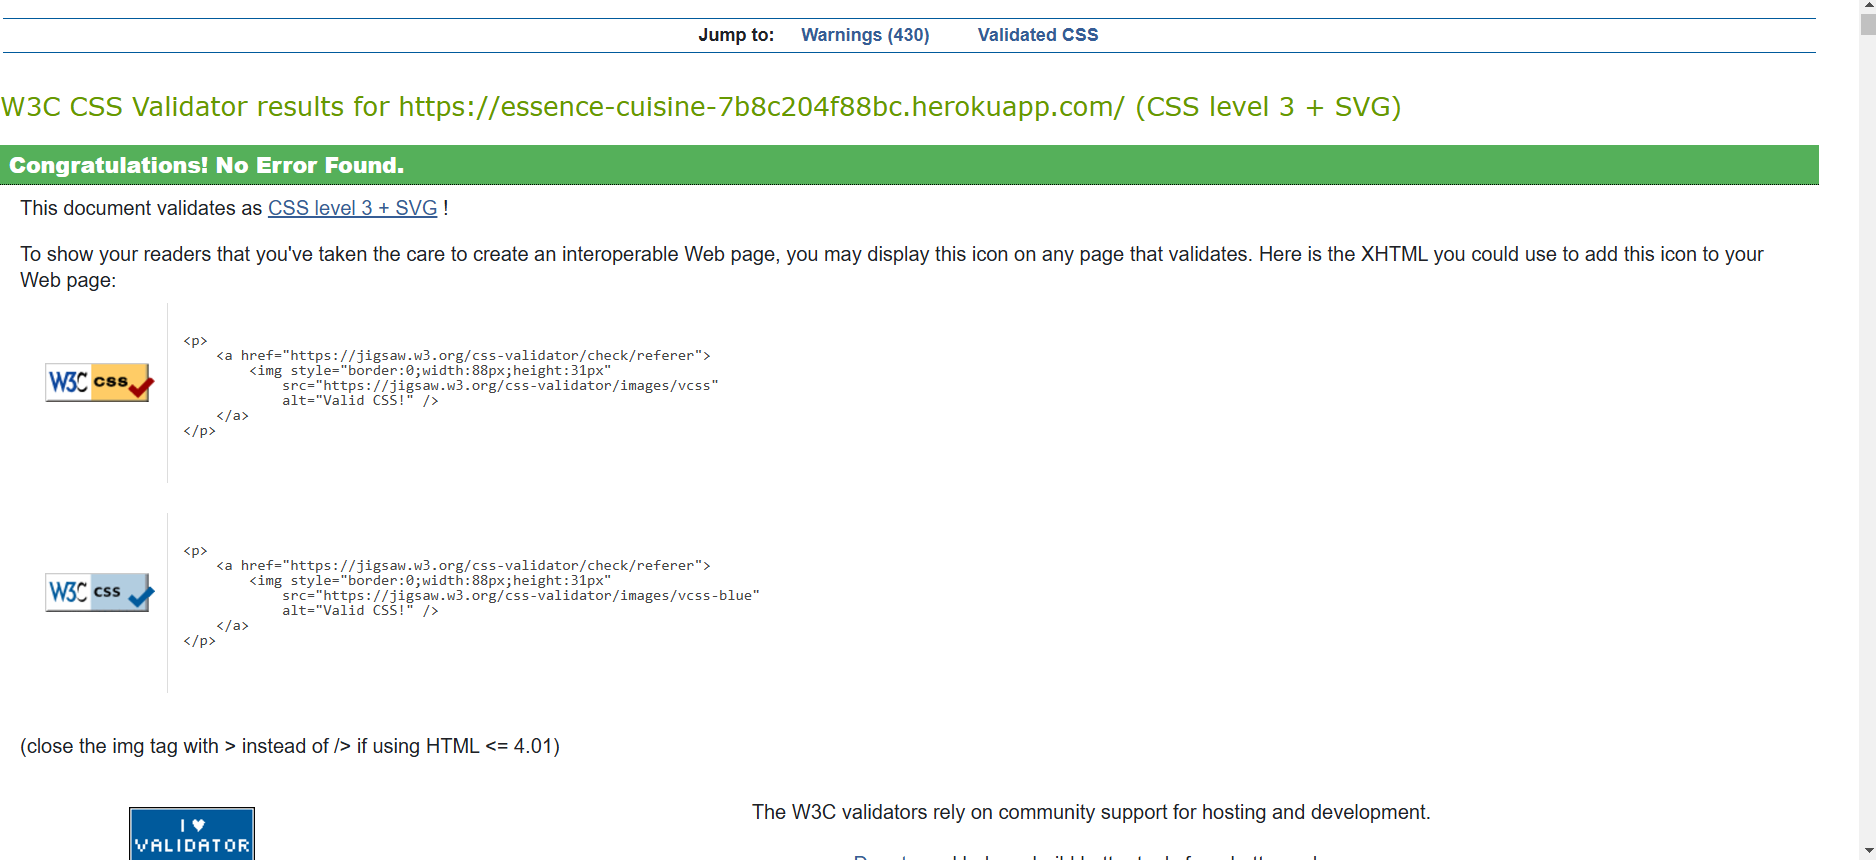 Jump to: Warnings (430) Validated CSS
W3C CSS Validator results for https://essence-cuisine-7b8c204f88bc.herokuapp.com/ (CSS level 3 + SVG)
Congratulations! No Error Found.
This document validates as CSS level 3 + SVG !
To show your readers that you've taken the care to create an interoperable Web page, you may display this icon on any page that validates. Here is the XHTML you could use to add this icon to your
Web page:
W3C css
<p>
<a href="https://jigsaw.w3.org/css-validator/check/referer">
<img style="border:0;width:88px;height:31px"
src="https://jigsaw.w3.org/css-validator/images/vcss"
alt="Valid CSS!" />
</a>
</p>
W3C css
<p>
<a href="https://jigsaw.w3.org/css-validator/check/referer">
<img style="border:0;width:88px;height:31px"
src="https://jigsaw.w3.org/css-validator/images/vcss-blue"
alt="Valid CSS!" />
</a>
</p>
(close the img tag with > instead of /> if using HTML <= 4.01)
I ♥
VALIDATOR
The W3C validators rely on community support for hosting and development.